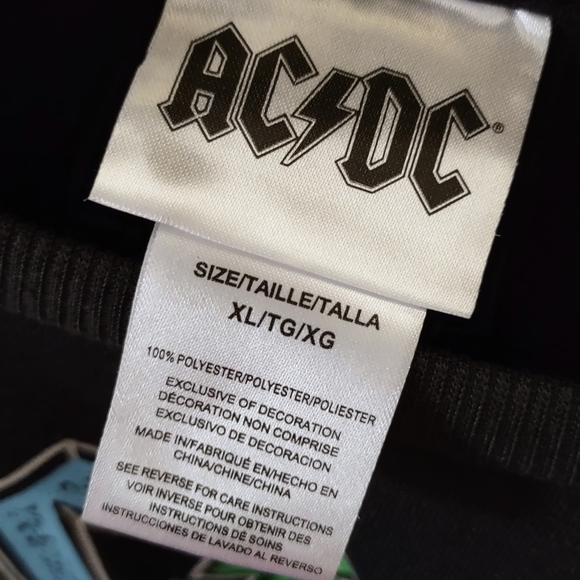 AC⚡DC®
SIZE/TAILLE/TALLA
XL/TG/XG
100% POLYESTER/POLYESTER/POLIESTER
EXCLUSIVE OF DECORATION
DÉCORATION NON COMPRISE
EXCLUSIVO DE DECORACION
MADE IN/FABRIQUÉ EN/HECHO EN
CHINA/CHINE/CHINA
SEE REVERSE FOR CARE INSTRUCTIONS
VOIR INVERSE POUR OBTENIR DES
INSTRUCTIONS DE SOINS
INSTRUCCIONES DE LAVADO AL REVERSO